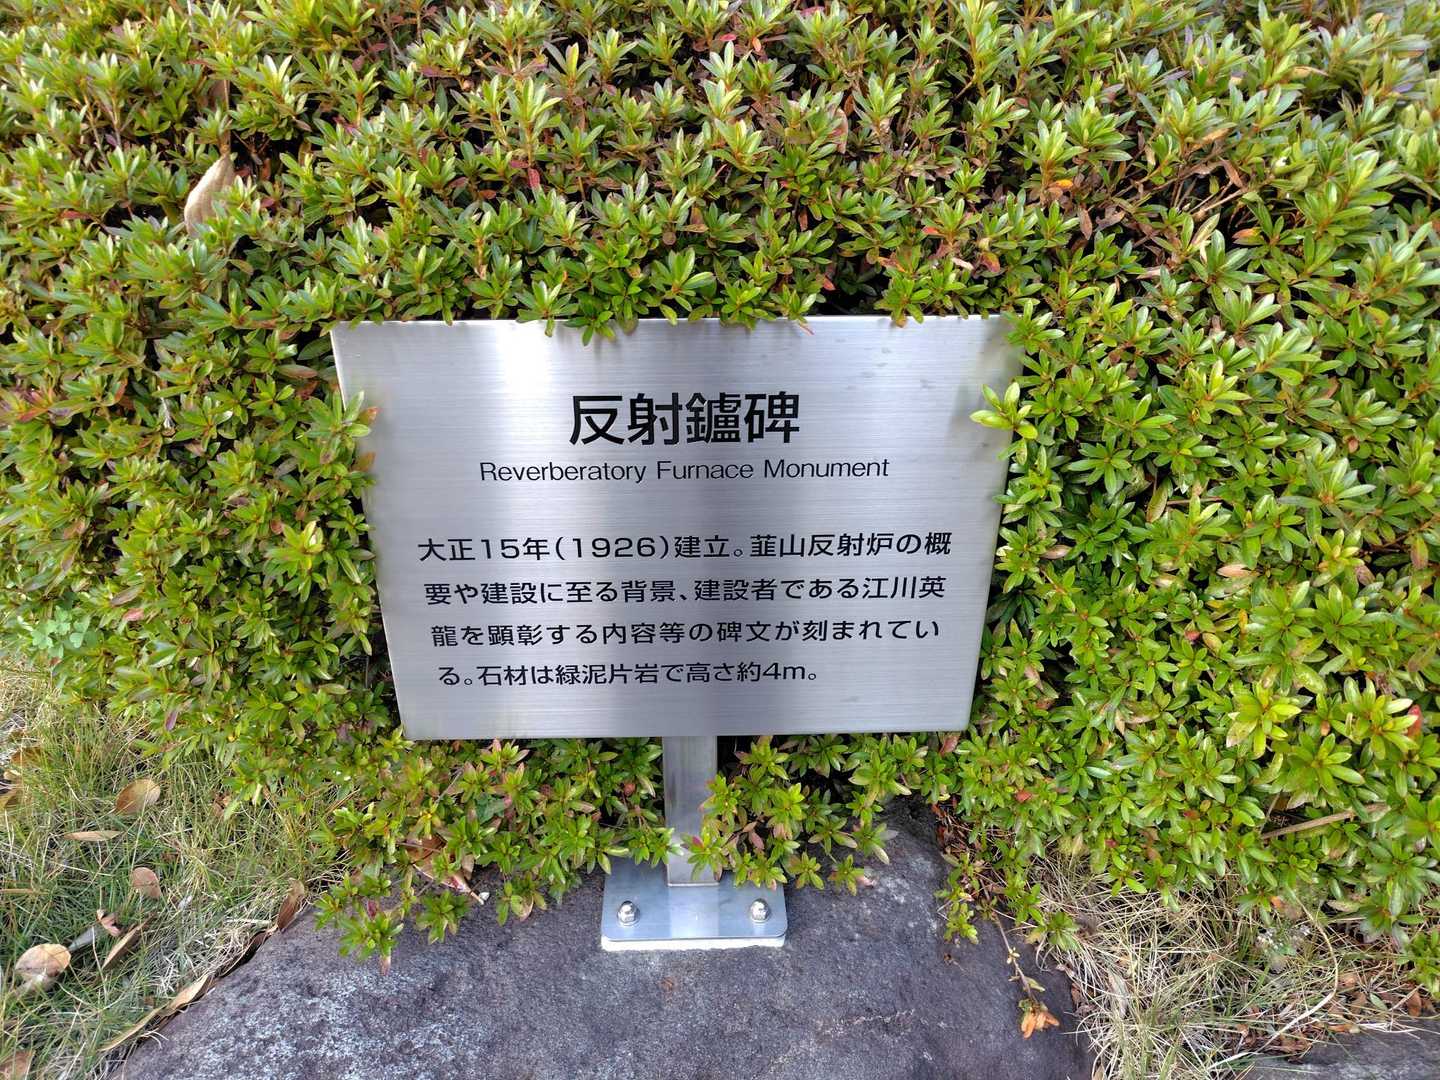 反射鑪碑
Reverberatory Furnace Monument
大正15年(1926)建立。韮山反射炉の概
要や建設に至る背景、建設者である江川英
龍を顕彰する内容等の碑文が刻まれてい
る。石材は緑泥片岩で高さ約4m。